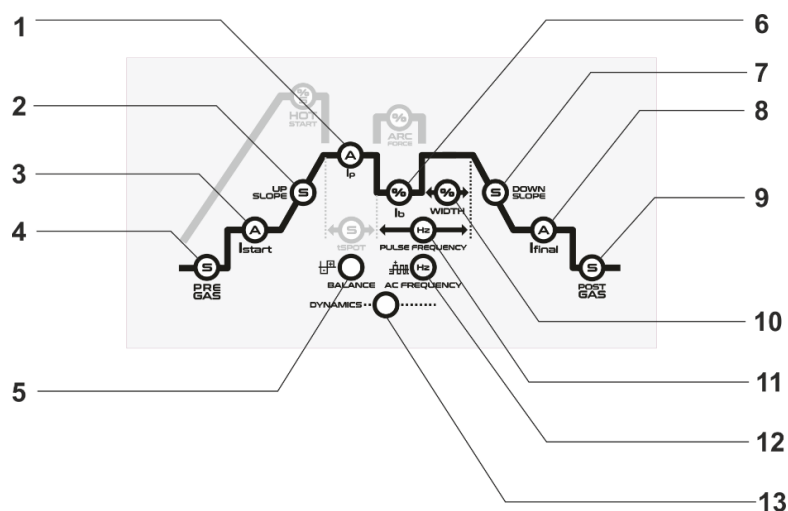 1
2
3
4
5
6
7
8
9
10
11
12
13
%
S
HOT
START
%
ARC
FORCE
A
Ip
UP
SLOPE
S
%
Ib
%
WIDTH
S
DOWN
SLOPE
A
Istart
S
tSPOT
Hz
PULSE FREQUENCY
A
Ifinal
S
PRE
GAS
BALANCE
Hz
AC FREQUENCY
S
POST
GAS
DYNAMICS